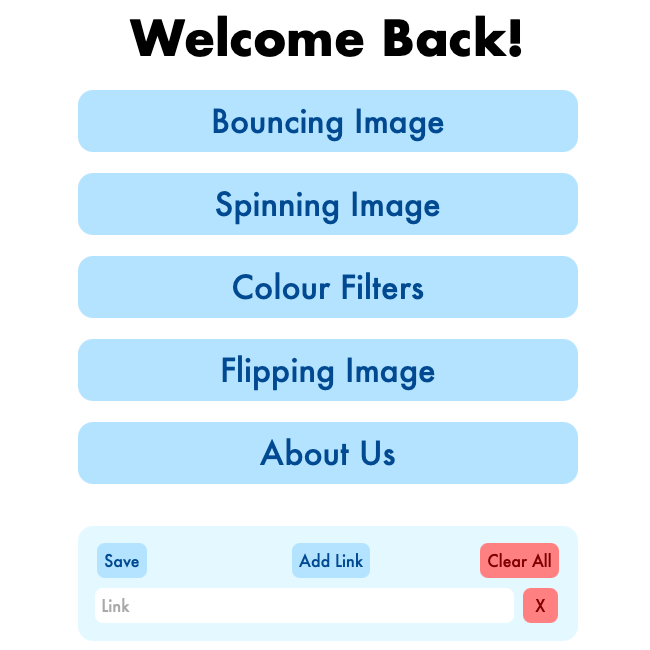 Welcome Back!
Bouncing Image
Spinning Image
Colour Filters
Flipping Image
About Us
Save Add Link Clear All
Link X